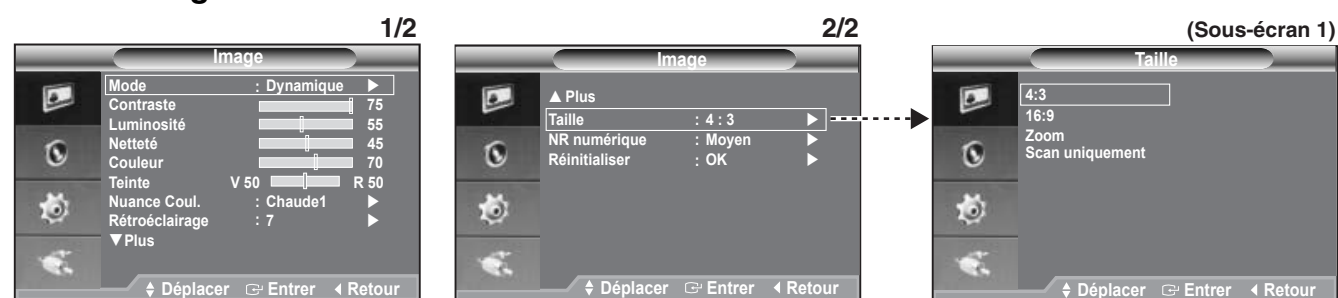 1/2
Image
Mode : Dynamique ▶
Contraste 75
Luminosité 55
Netteté 45
Couleur 70
Teinte V 50 R 50
Nuance Coul. : Chaude1 ▶
Rétroéclairage : 7 ▶
▼Plus
Déplacer Entrer Retour
2/2
Image
▲ Plus
Taille : 4 : 3 ▶
NR numérique : Moyen ▶
Réinitialiser : OK ▶
Déplacer Entrer Retour
(Sous-écran 1)
Taille
4:3
16:9
Zoom
Scan uniquement
Déplacer Entrer Retour